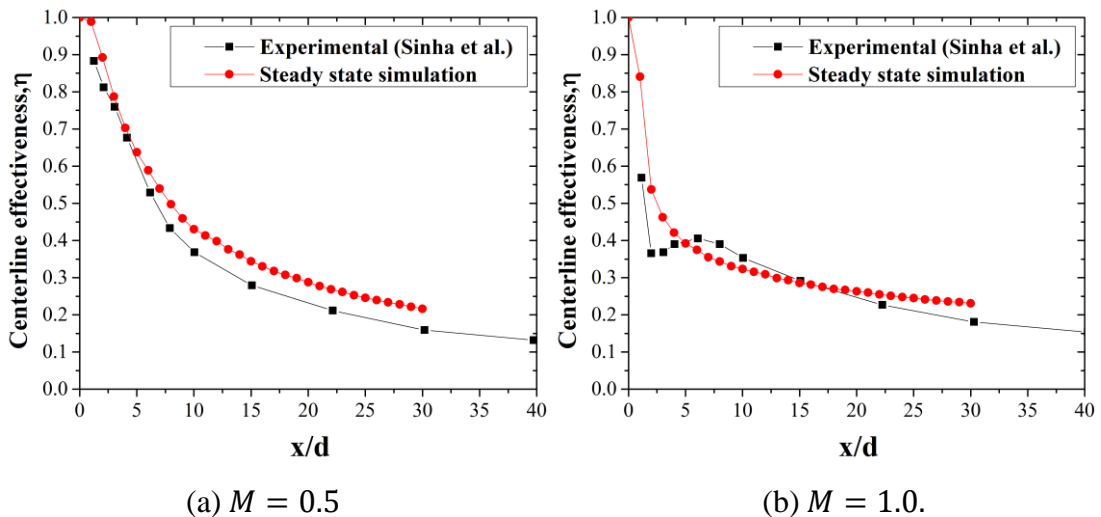 1.0
0.9
0.8
0.7
0.6
0.5
0.4
0.3
0.2
0.1
0.0
Centerline effectiveness,η
Experimental (Sinha et al.)
Steady state simulation
0 5 10 15 20 25 30 35 40
x/d
(a) M = 0.5
1.0
0.9
0.8
0.7
0.6
0.5
0.4
0.3
0.2
0.1
0.0
Centerline effectiveness,η
Experimental (Sinha et al.)
Steady state simulation
0 5 10 15 20 25 30 35 40
x/d
(b) M = 1.0.